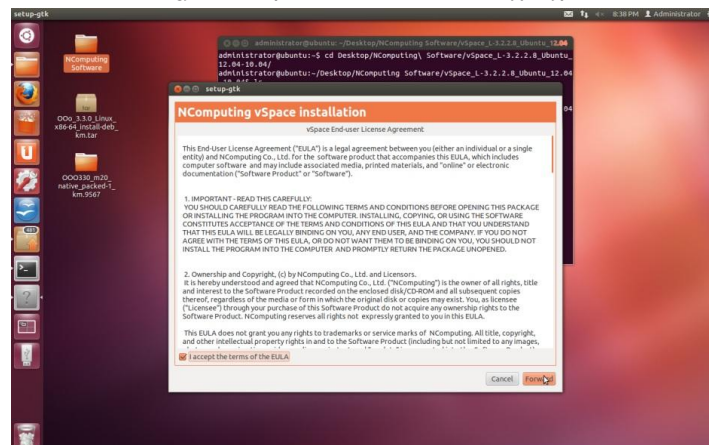 setup-gtk
8:38 PM
Administrator
NComputing
Software
OOo_3.3.0_Linux_
x86-64_install-deb_
km.tar
OOO330_m20_
native_packed-1_
km.9567
administrator@ubuntu: ~/Desktop/NComputing Software/vSpace_L-3.2.2.8_Ubuntu_12.04
administrator@ubuntu:~$ cd Desktop/NComputing\ Software/vSpace_L-3.2.2.8_Ubuntu_
12.04-10.04/
administrator@ubuntu:~/Desktop/NComputing Software/vSpace_L-3.2.2.8_Ubuntu_12.04
setup-gtk
NComputing vSpace installation
vSpace End-user License Agreement
This End-User License Agreement ("EULA") is a legal agreement between you (either an individual or a single
entity) and NComputing Co., Ltd. for the software product that accompanies this EULA, which includes
computer software and may include associated media, printed materials, and "online" or electronic
documentation ("Software Product" or "Software").
1. IMPORTANT - READ THIS CAREFULLY:
YOU SHOULD CAREFULLY READ THE FOLLOWING TERMS AND CONDITIONS BEFORE OPENING THIS PACKAGE
OR INSTALLING THE PROGRAM INTO THE COMPUTER. INSTALLING, COPYING, OR USING THE SOFTWARE
CONSTITUTES ACCEPTANCE OF THE TERMS AND CONDITIONS OF THIS EULA AND THAT YOU UNDERSTAND
THAT THIS EULA WILL BE LEGALLY BINDING ON YOU, ANY END USER, AND THE COMPANY. IF YOU DO NOT
AGREE WITH THE TERMS OF THIS EULA, OR DO NOT WANT THEM TO BE BINDING ON YOU, YOU SHOULD NOT
INSTALL THE PROGRAM INTO THE COMPUTER AND PROMPTLY RETURN THE PACKAGE UNOPENED.
2. Ownership and Copyright, (c) by NComputing Co., Ltd. and Licensors.
It is hereby understood and agreed that NComputing Co., Ltd. ("NComputing") is the owner of all rights, title
and interest to the Software Product recorded on the enclosed disk/CD-ROM and all subsequent copies
thereof, regardless of the media or form in which the original disk or copies may exist. You, as licensee
("Licensee") through your purchase of this Software Product do not acquire any ownership rights to the
Software Product. NComputing reserves all rights not expressly granted to you in this EULA.
This EULA does not grant you any rights to trademarks or service marks of NComputing. All title, copyright,
and other intellectual property rights in and to the Software Product (including but not limited to any images,
I accept the terms of the EULA
Cancel
Forward